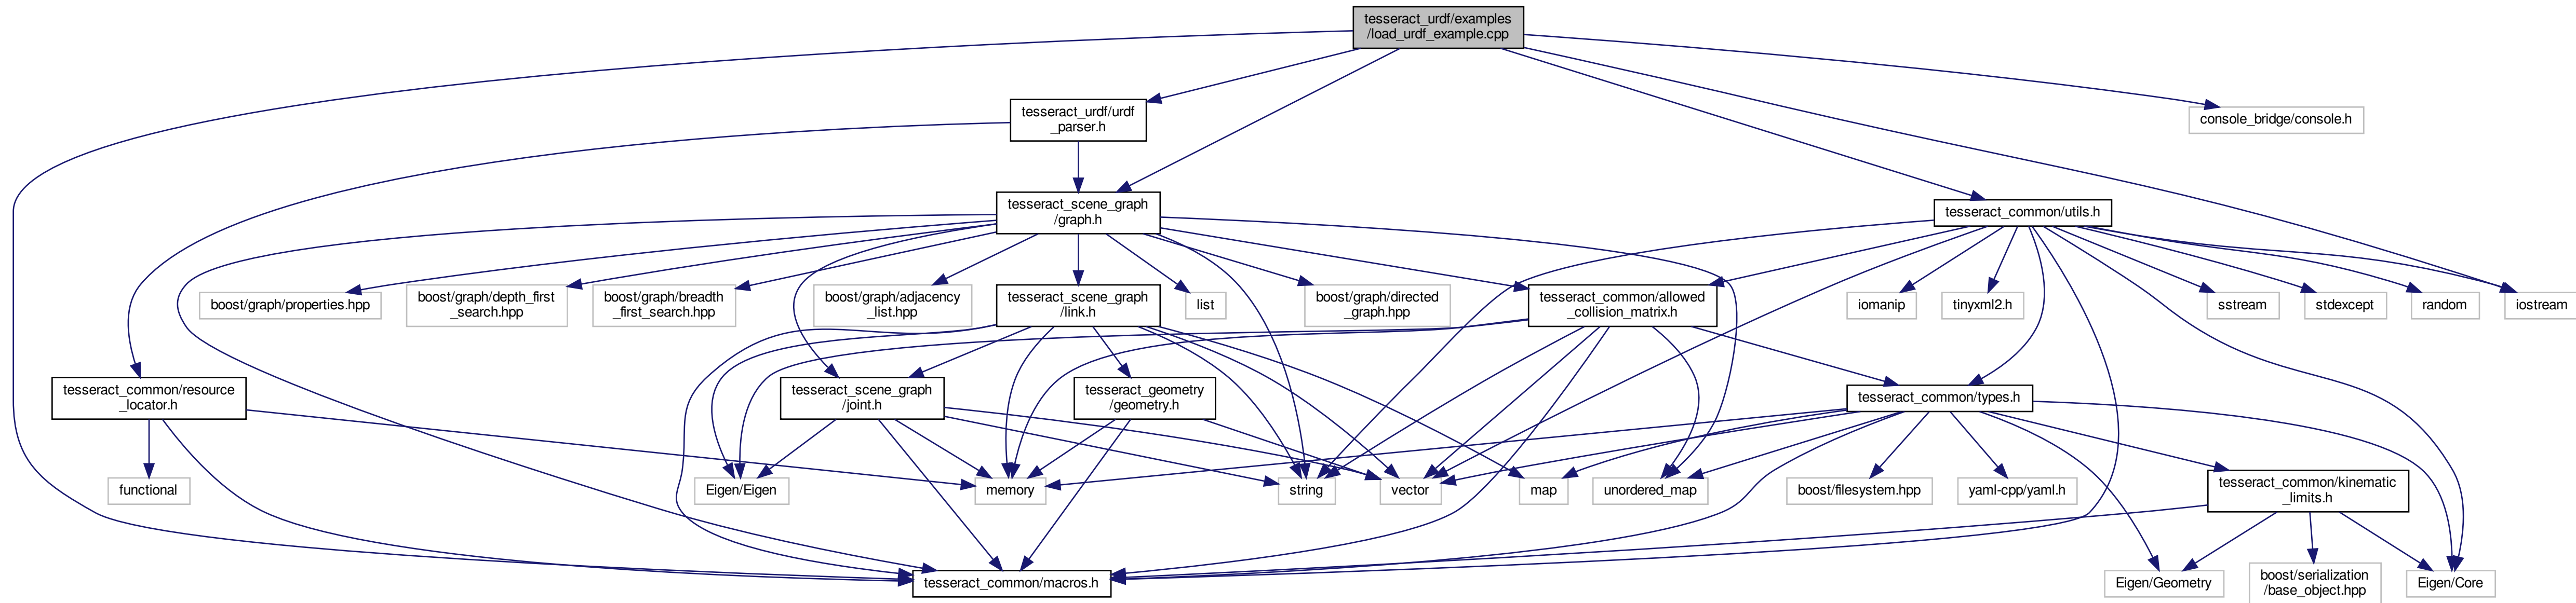 tesseract_urdf/examples
/load_urdf_example.cpp
tesseract_urdf/urdf
_parser.h
console_bridge/console.h
tesseract_scene_graph
/graph.h
tesseract_common/utils.h
boost/graph/properties.hpp
boost/graph/depth_first
_search.hpp
boost/graph/breadth
_first_search.hpp
boost/graph/adjacency
_list.hpp
tesseract_scene_graph
/link.h
list
boost/graph/directed
_graph.hpp
tesseract_common/allowed
_collision_matrix.h
iomanip
tinyxml2.h
sstream
stdexcept
random
iostream
tesseract_common/resource
_locator.h
tesseract_scene_graph
/joint.h
tesseract_geometry
/geometry.h
tesseract_common/types.h
functional
Eigen/Eigen
memory
string
vector
map
unordered_map
boost/filesystem.hpp
yaml-cpp/yaml.h
tesseract_common/kinematic
_limits.h
tesseract_common/macros.h
Eigen/Geometry
boost/serialization
/base_object.hpp
Eigen/Core